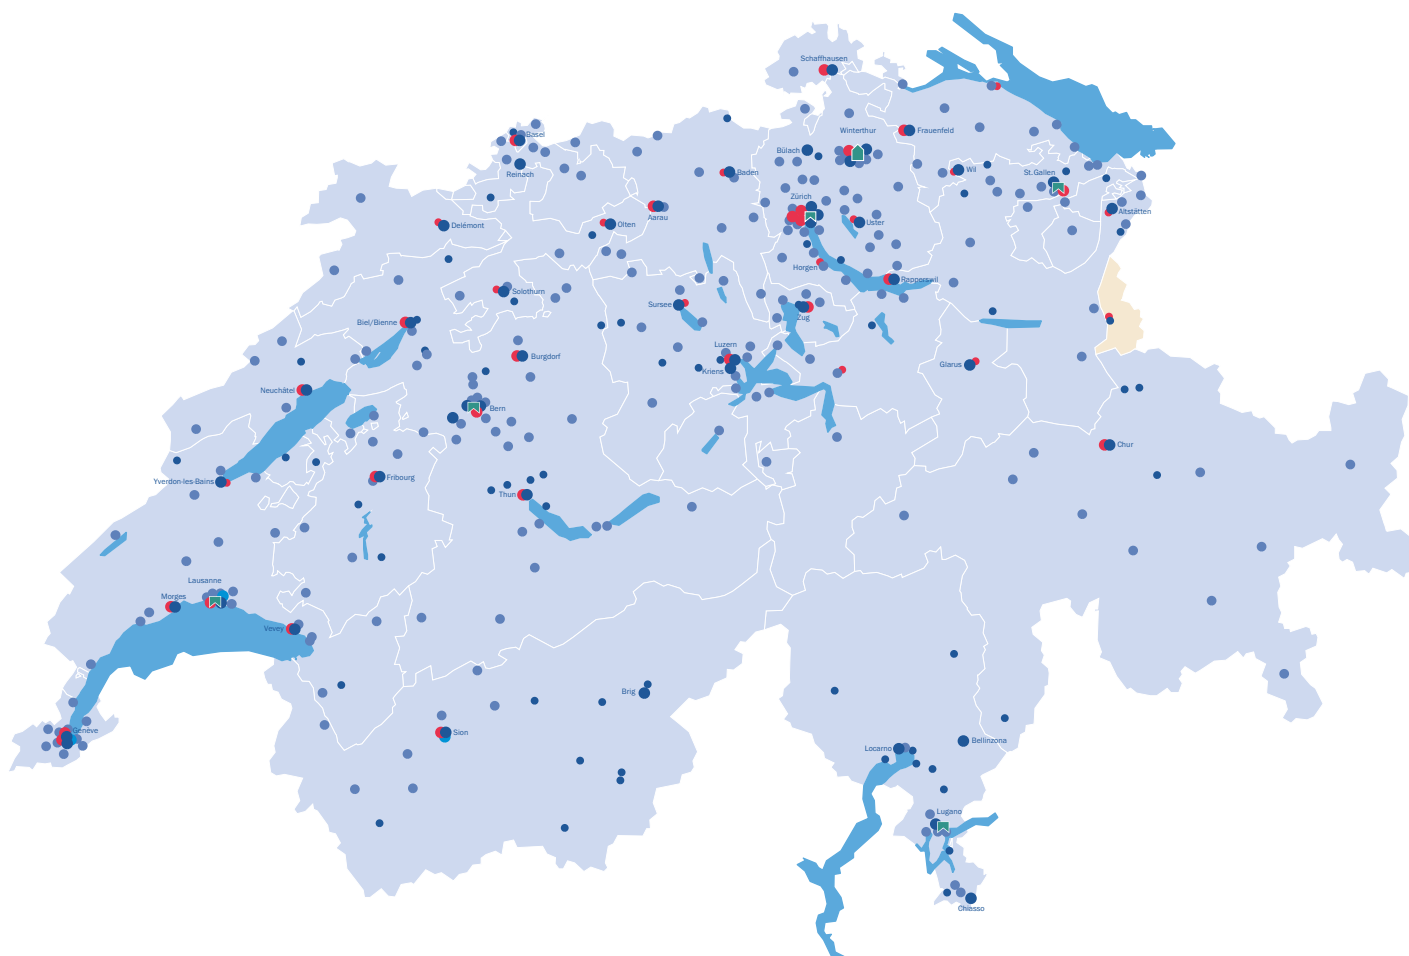 Schaffhausen
Winterthur
Frauenfeld
Basel
Bülach
Reinach
Baden
Wil
St.Gallen
Zürich
Aarau
Altstätten
Delémont
Olten
Uster
Horgen
Rapperswil
Solothurn
Sursee
Zug
Biel/Bienne
Luzern
Burgdorf
Glarus
Kriens
Neuchâtel
Bern
Chur
Yverdon-les-Bains
Fribourg
Thun
Lausanne
Morges
Vevey
Brig
Genève
Sion
Bellinzona
Locarno
Lugano
Chiasso